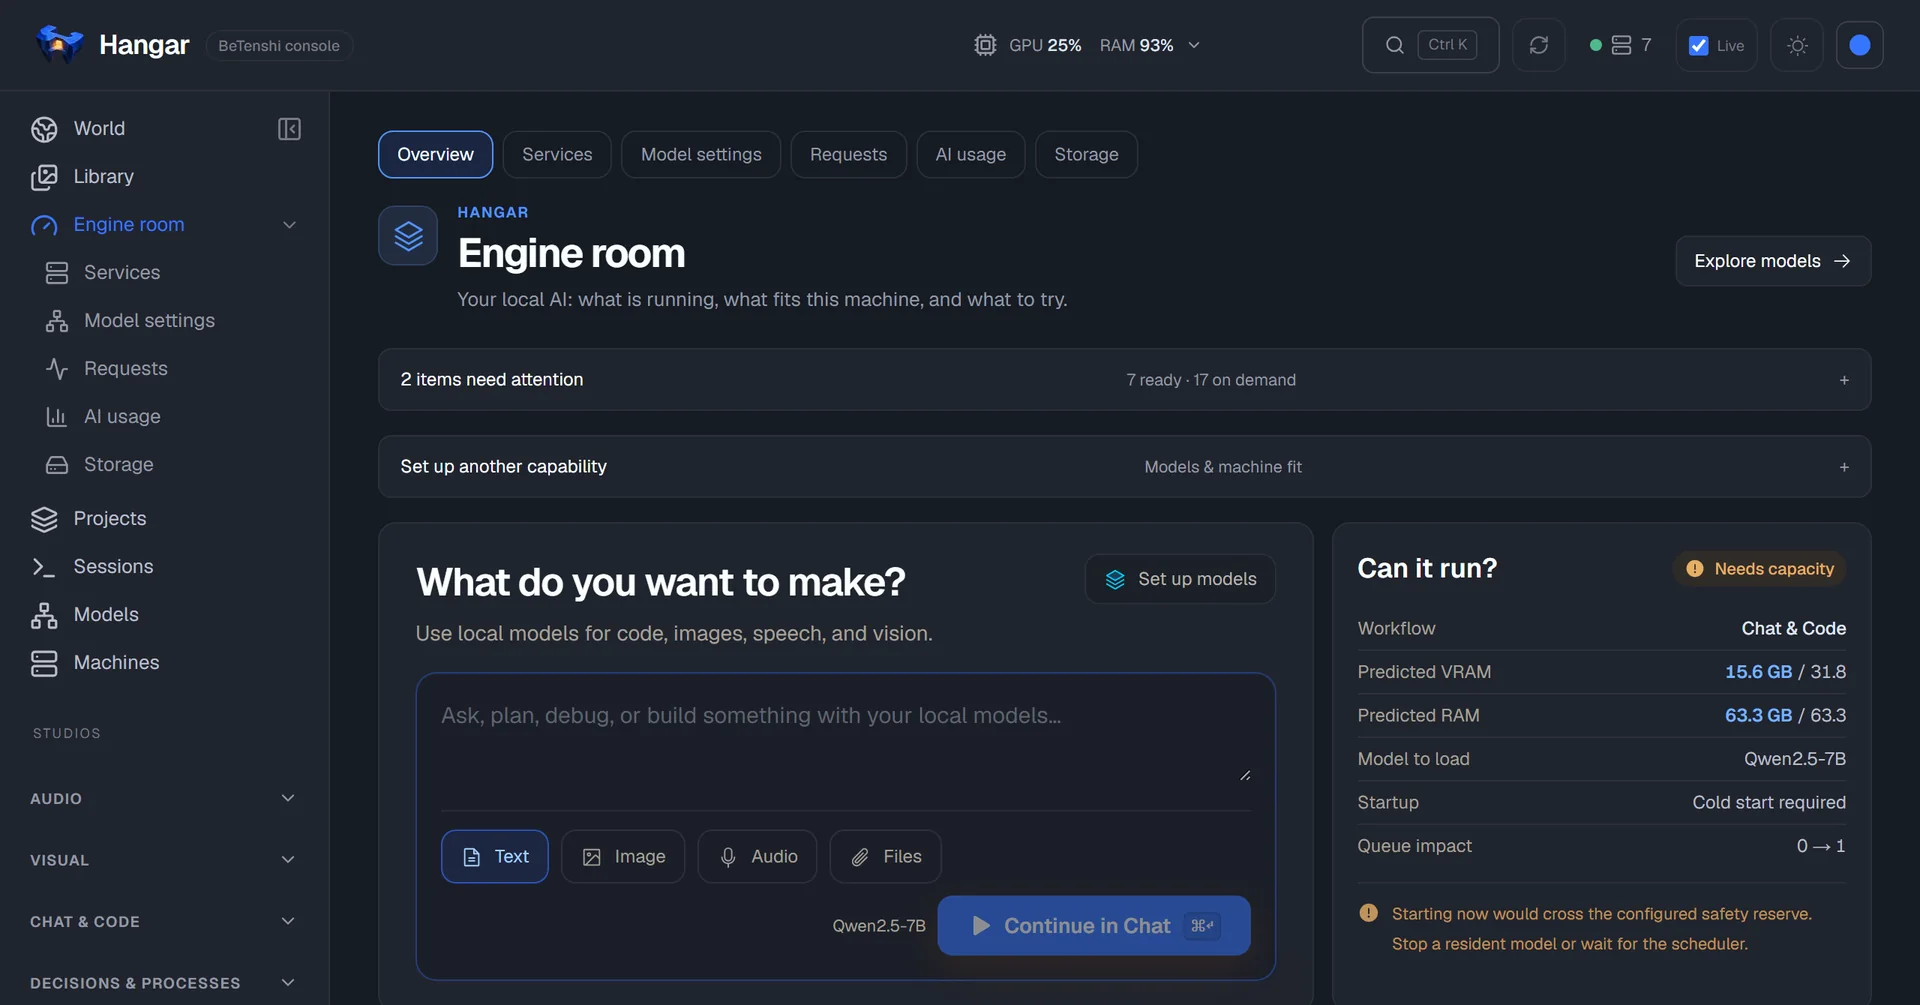 Hangar
BeTenshi console
GPU 25% RAM 93%
Ctrl K
7
Live
World
Library
Engine room
Services
Model settings
Requests
AI usage
Storage
Projects
Sessions
Models
Machines
STUDIOS
AUDIO
VISUAL
CHAT & CODE
DECISIONS & PROCESSES
Overview
Services
Model settings
Requests
AI usage
Storage
HANGAR
Engine room
Your local AI: what is running, what fits this machine, and what to try.
Explore models →
2 items need attention
7 ready · 17 on demand
+
Set up another capability
Models & machine fit
+
What do you want to make?
Set up models
Use local models for code, images, speech, and vision.
Ask, plan, debug, or build something with your local models...
Text
Image
Audio
Files
Qwen2.5-7B
Continue in Chat ⌘↵
Can it run?
Needs capacity
Workflow Chat & Code
Predicted VRAM 15.6 GB / 31.8
Predicted RAM 63.3 GB / 63.3
Model to load Qwen2.5-7B
Startup Cold start required
Queue impact 0 → 1
Starting now would cross the configured safety reserve.
Stop a resident model or wait for the scheduler.